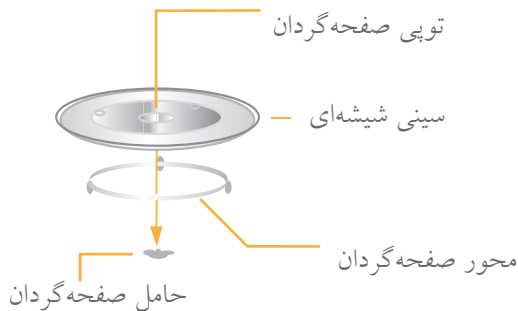 توپی صفحه‌گردان
سینی شیشه‌ای
محور صفحه‌گردان
حامل صفحه‌گردان